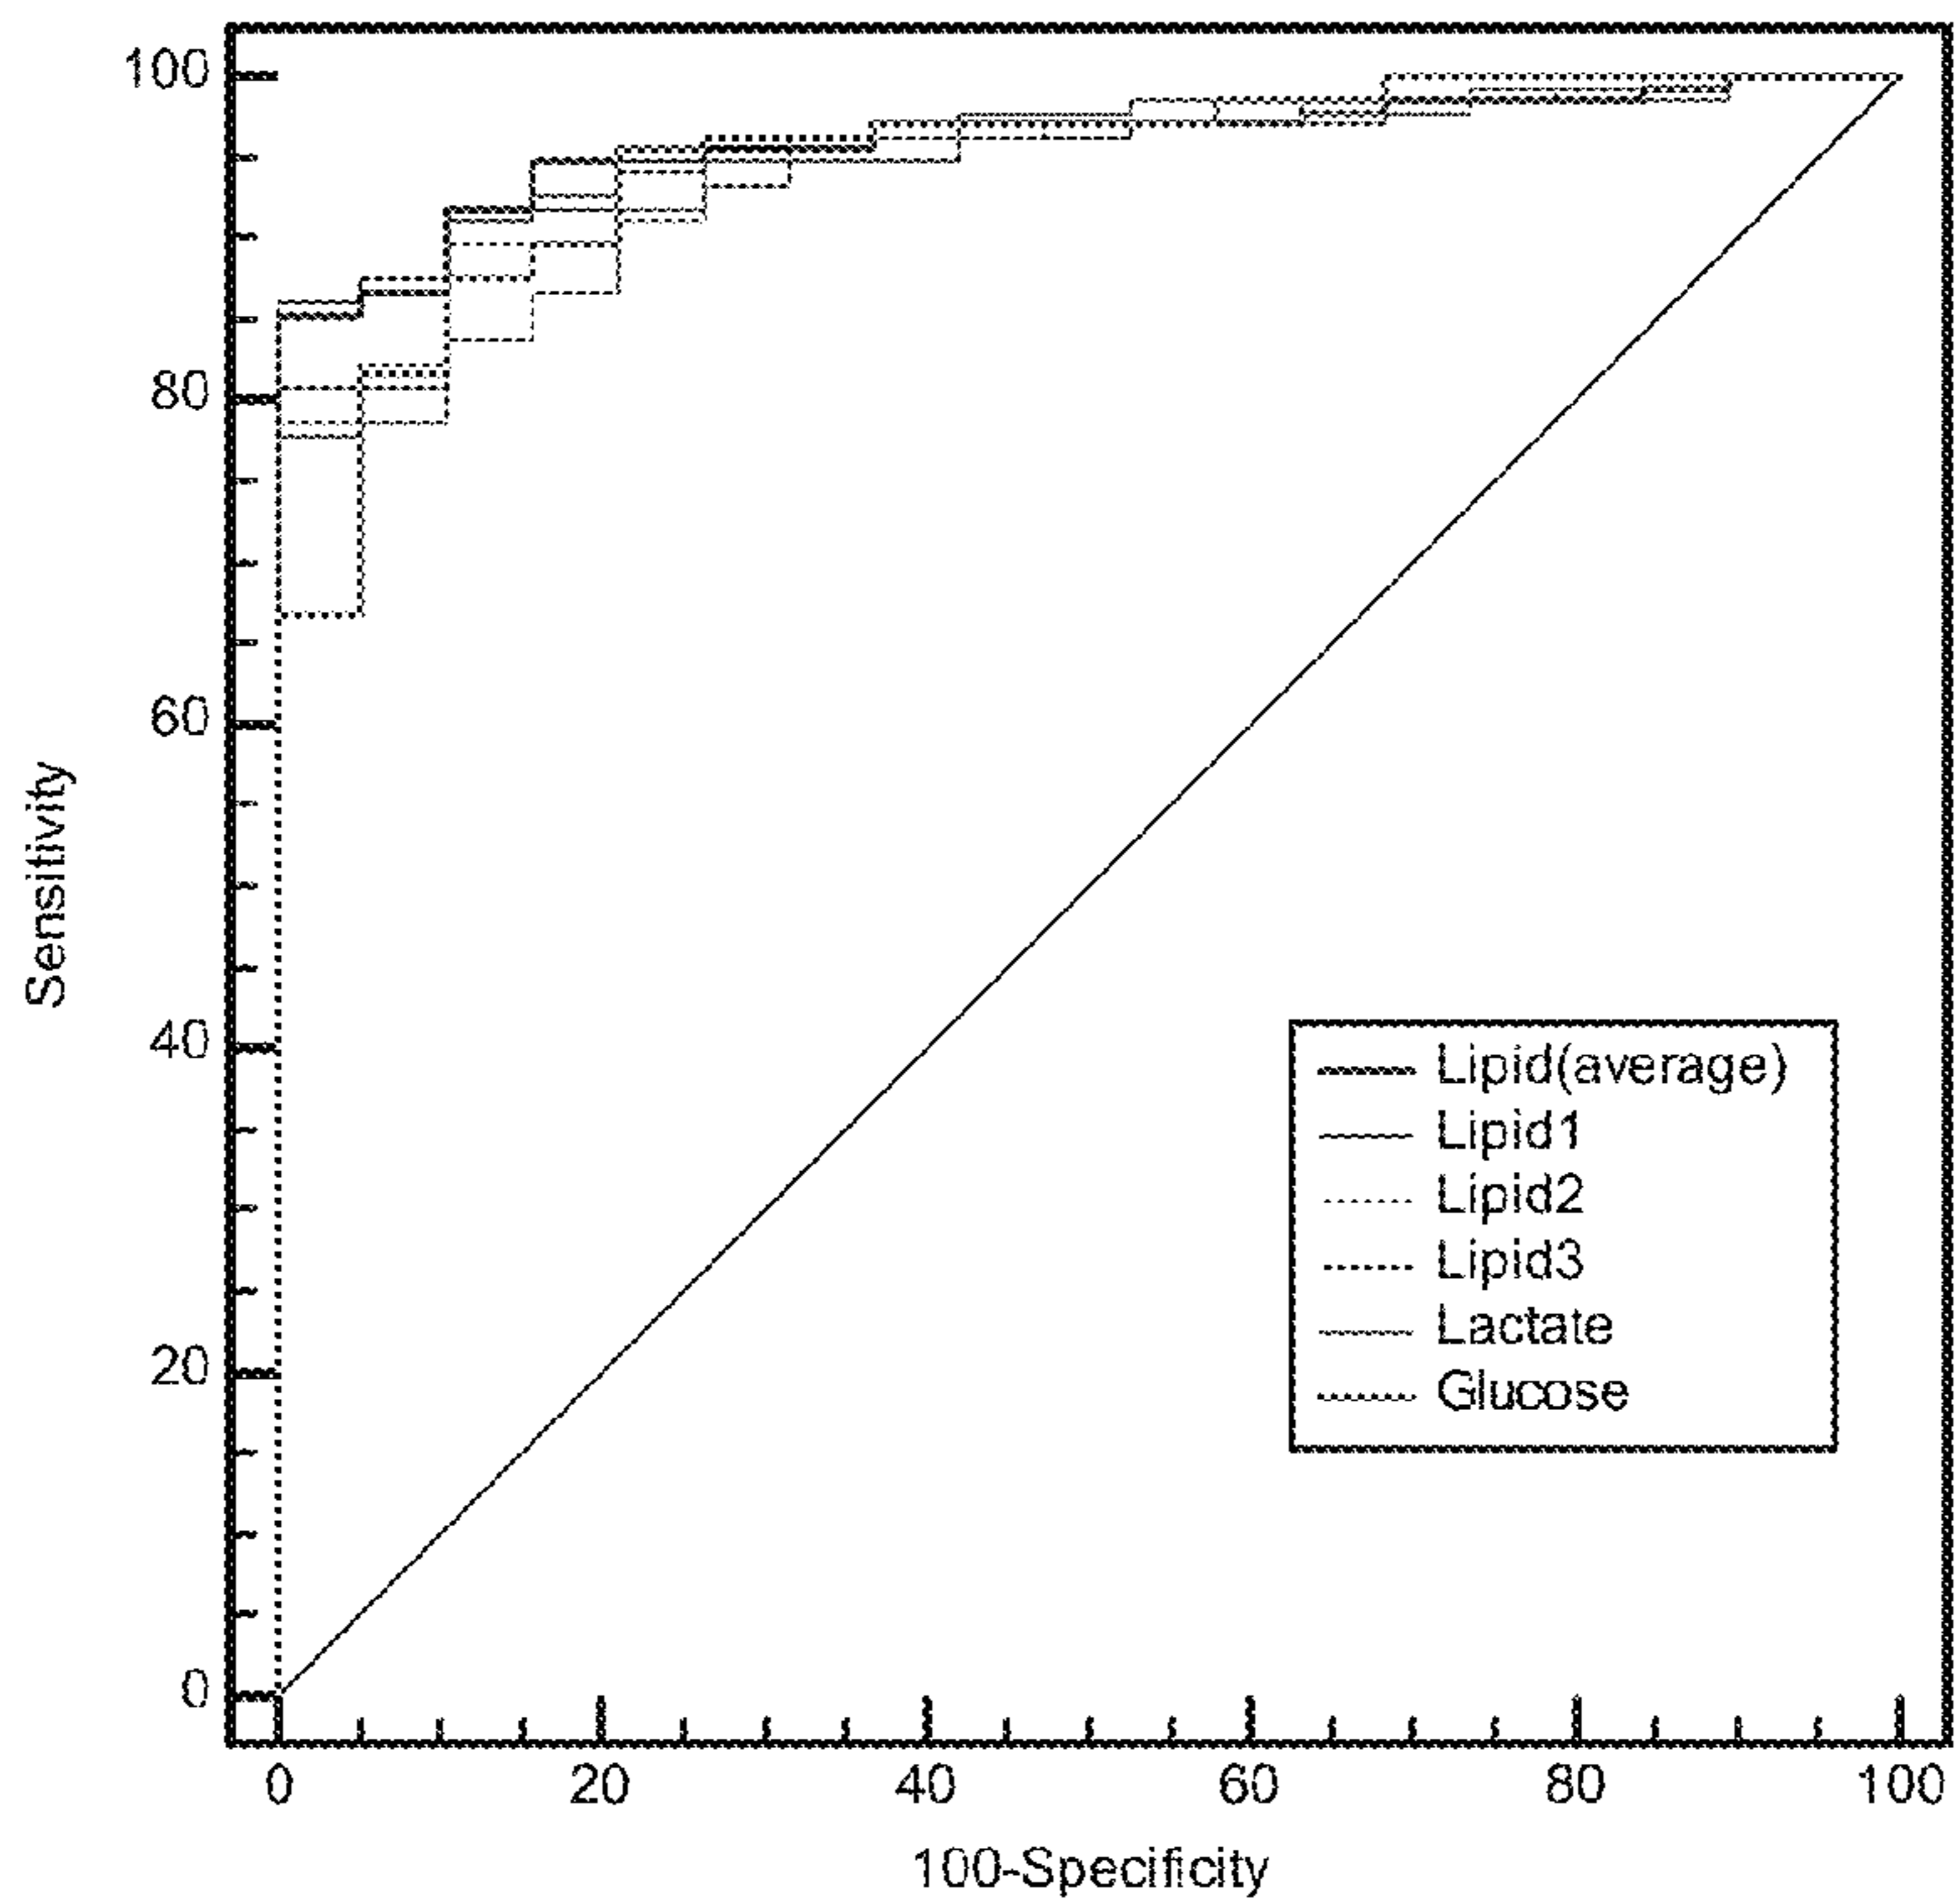 100
80
60
40
20
0
Sensitivity
Lipid(average)
Lipid1
Lipid2
Lipid3
Lactate
Glucose
0 20 40 60 80 100
100-Specificity